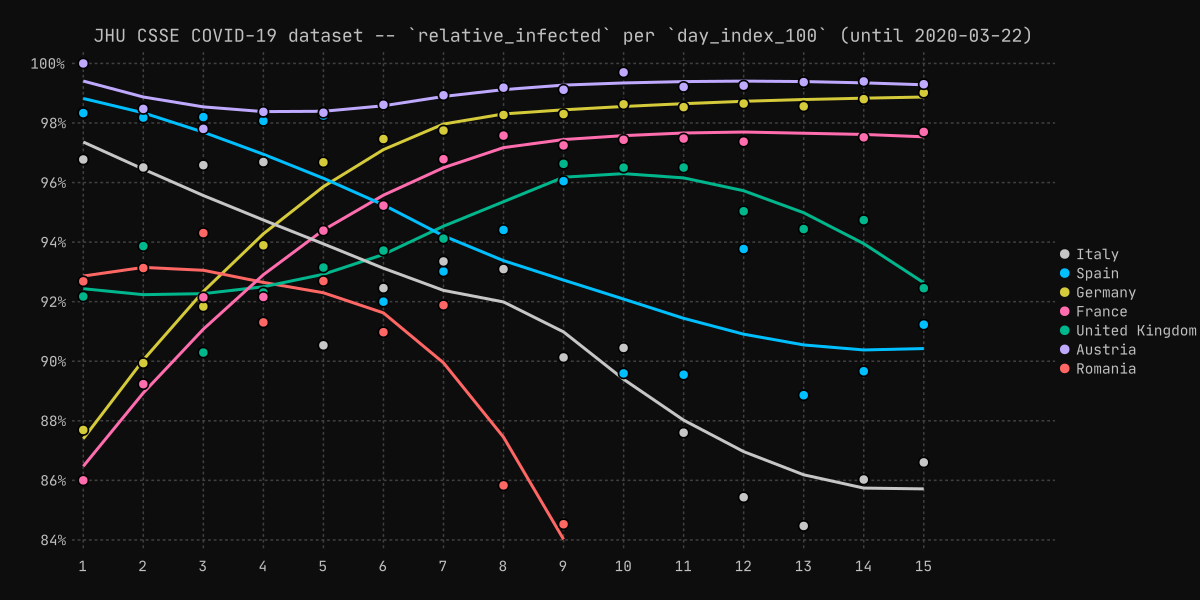 JHU CSSE COVID-19 dataset -- `relative_infected` per `day_index_100` (until 2020-03-22)
100%
98%
96%
94%
92%
90%
88%
86%
84%
1 2 3 4 5 6 7 8 9 10 11 12 13 14 15
Italy
Spain
Germany
France
United Kingdom
Austria
Romania